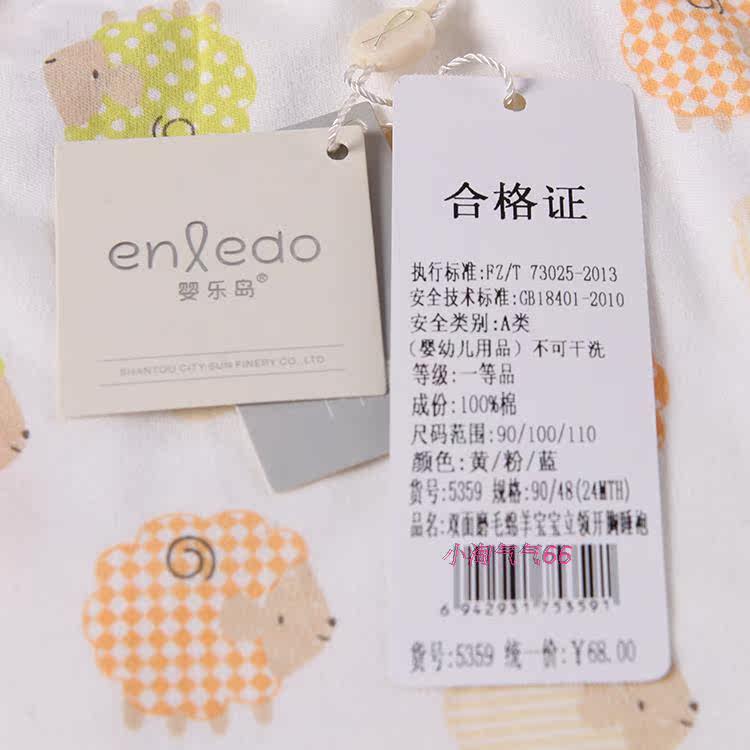 enledo
婴乐岛®
SHANTOU CITY SUN FINERY CO., LTD
合格证
执行标准:FZ/T 73025-2013
安全技术标准:GB18401-2010
安全类别:A类
(婴幼儿用品) 不可干洗
等级:一等品
成份:100%棉
尺码范围:90/100/110
颜色:黄/粉/蓝
货号:5359 规格:90/48(24MTH)
品名:双面磨毛绵羊宝宝立领开胸睡袍
小淘气气66
6 942931 753591
货号:5359 统一价:¥68.00